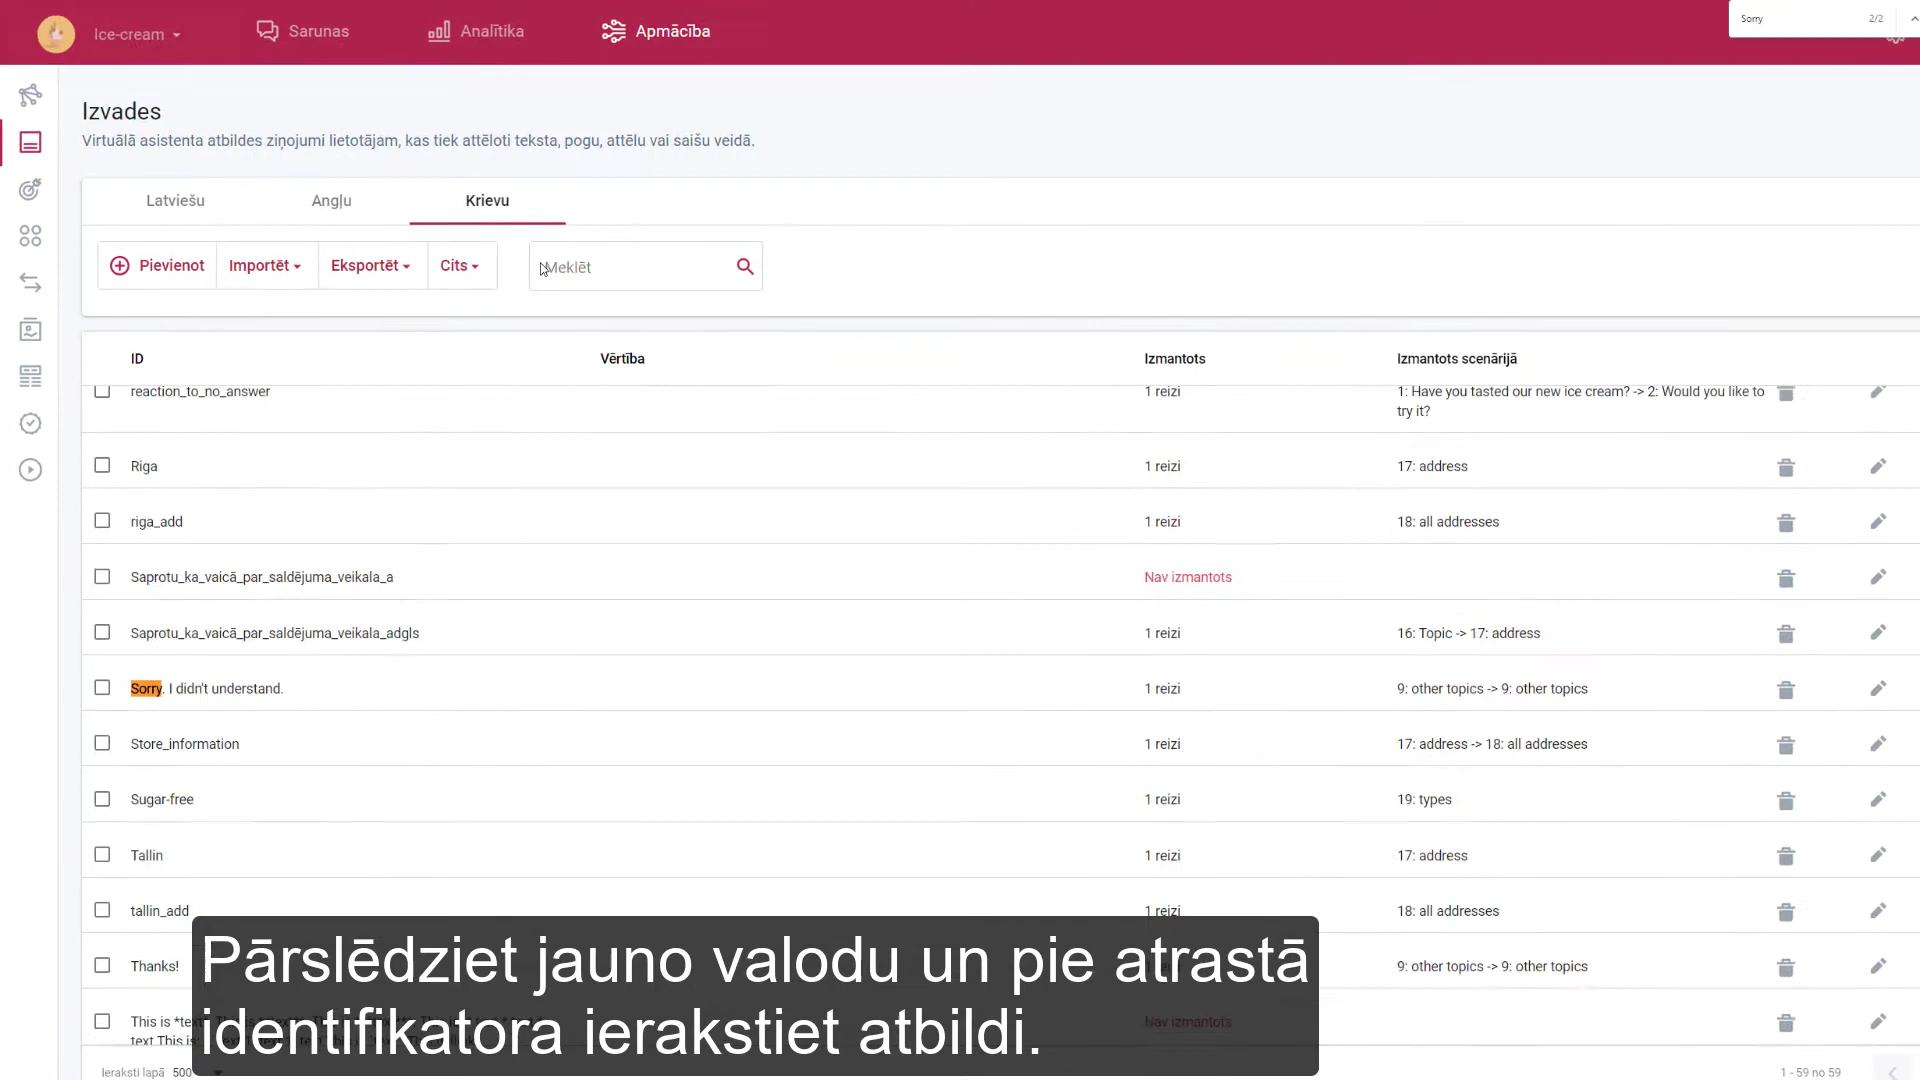 Ice-cream
Sarunas
Analītika
Apmācība
Sorry
2/2
Izvades
Virtuālā asistenta atbildes ziņojumi lietotājam, kas tiek attēloti teksta, pogu, attēlu vai saišu veidā.
Latviešu
Angļu
Krievu
Pievienot
Importēt
Eksportēt
Cits
Meklēt
ID
Vērtība
Izmantots
Izmantots scenārijā
reaction_to_no_answer
1 reizi
1: Have you tasted our new ice cream? -> 2: Would you like to
try it?
Riga
1 reizi
17: address
riga_add
1 reizi
18: all addresses
Saprotu_ka_vaicā_par_saldējuma_veikala_a
Nav izmantots
Saprotu_ka_vaicā_par_saldējuma_veikala_adgls
1 reizi
16: Topic -> 17: address
Sorry. I didn't understand.
1 reizi
9: other topics -> 9: other topics
Store_information
1 reizi
17: address -> 18: all addresses
Sugar-free
1 reizi
19: types
Tallin
1 reizi
17: address
tallin_add
1 reizi
18: all addresses
Thanks!
9: other topics -> 9: other topics
This is *text
Nav izmantots
text.This is
Pārslēdziet jauno valodu un pie atrastā
identifikatora ierakstiet atbildi.
Ieraksti lapā 500
1 - 59 no 59